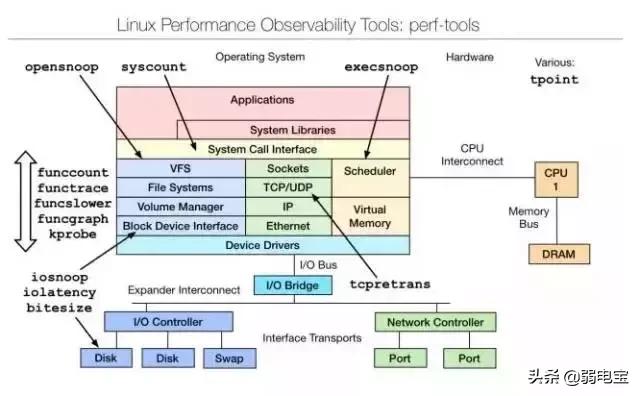 Linux Performance Observability Tools: perf-tools
opensnoop
syscount
Operating System
execsnoop
Hardware
Various:
tpoint
Applications
System Libraries
System Call Interface
VFS
Sockets
Scheduler
File Systems
TCP/UDP
Volume Manager
IP
Virtual
Memory
Block Device Interface
Ethernet
Device Drivers
funccount
functrace
funcslower
funcgraph
kprobe
CPU
Interconnect
CPU
1
Memory
Bus
DRAM
iosnoop
iolatency
bitesize
I/O Bus
Expander Interconnect
I/O Bridge
tcpretrans
I/O Controller
Interface Transports
Network Controller
Disk
Disk
Swap
Port
Port
头条 @弱电宝